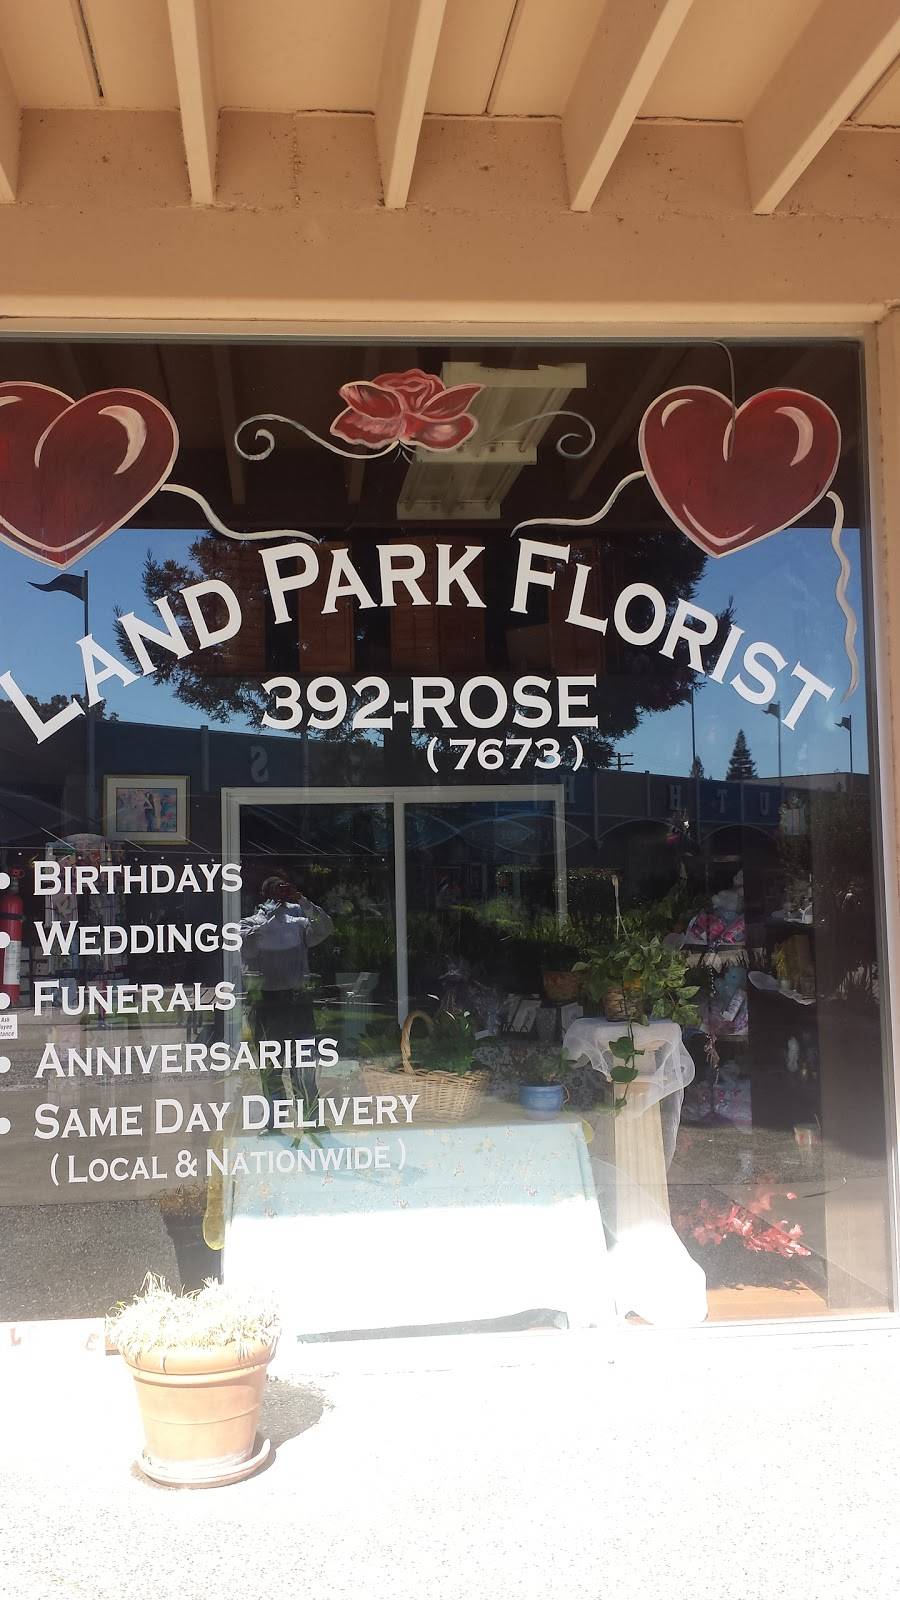 LAND PARK FLORIST
392-ROSE
(7673)
• BIRTHDAYS
• WEDDINGS
• FUNERALS
• ANNIVERSARIES
• SAME DAY DELIVERY
(LOCAL & NATIONWIDE)